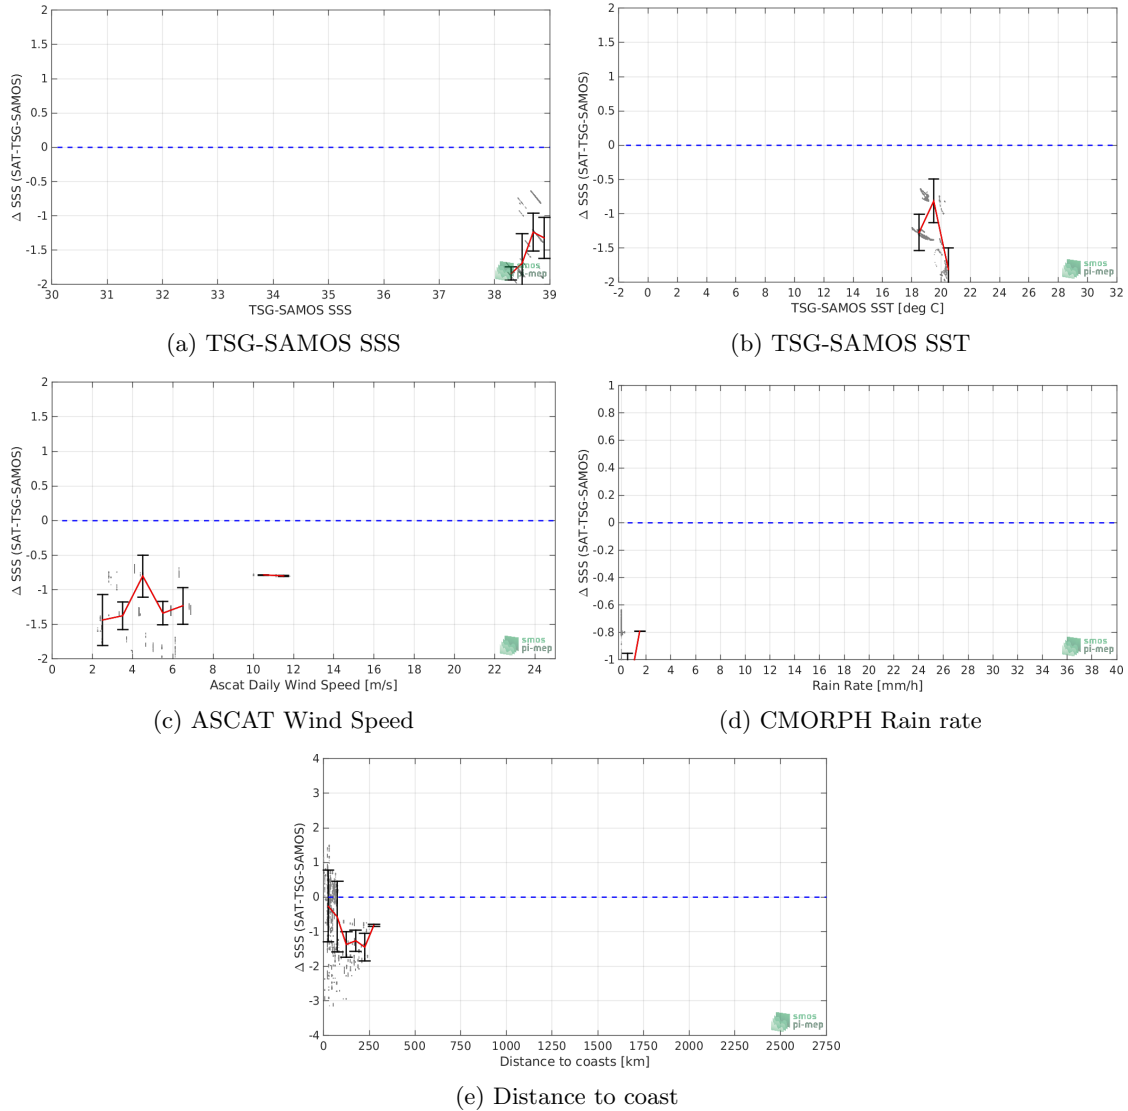 2
1.5
1
0.5
0
-0.5
-1
-1.5
-2
Δ SSS (SAT-TSG-SAMOS)
smos
pi-mep
30 31 32 33 34 35 36 37 38 39
TSG-SAMOS SSS
(a) TSG-SAMOS SSS
2
1.5
1
0.5
0
-0.5
-1
-1.5
-2
Δ SSS (SAT-TSG-SAMOS)
smos
pi-mep
-2 0 2 4 6 8 10 12 14 16 18 20 22 24 26 28 30 32
TSG-SAMOS SST [deg C]
(b) TSG-SAMOS SST
2
1.5
1
0.5
0
-0.5
-1
-1.5
-2
Δ SSS (SAT-TSG-SAMOS)
smos
pi-mep
0 2 4 6 8 10 12 14 16 18 20 22 24
Ascat Daily Wind Speed [m/s]
(c) ASCAT Wind Speed
1
0.8
0.6
0.4
0.2
0
-0.2
-0.4
-0.6
-0.8
-1
Δ SSS (SAT-TSG-SAMOS)
smos
pi-mep
0 2 4 6 8 10 12 14 16 18 20 22 24 26 28 30 32 34 36 38 40
Rain Rate [mm/h]
(d) CMORPH Rain rate
4
3
2
1
0
-1
-2
-3
-4
Δ SSS (SAT-TSG-SAMOS)
smos
pi-mep
0 250 500 750 1000 1250 1500 1750 2000 2250 2500 2750
Distance to coasts [km]
(e) Distance to coast